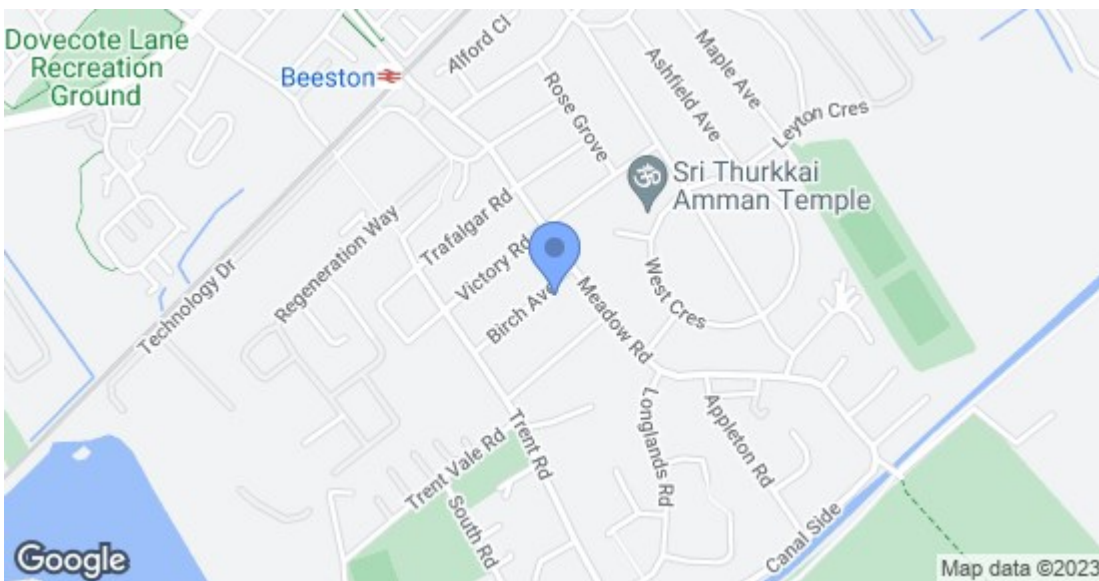 Dovecote Lane
Recreation
Ground
Beeston
Alford Cl
Maple Ave
Ashfield Ave
Rose Grove
Leyton Cres
Sri Thurkkai
Amman Temple
Trafalgar Rd
Regeneration Way
Victory Rd
Technology Dr
Birch Ave
West Cres
Meadow Rd
Longlands Rd
Appleton Rd
Trent Rd
Trent Vale Rd
South Rd
Canal Side
Google
Map data ©2023